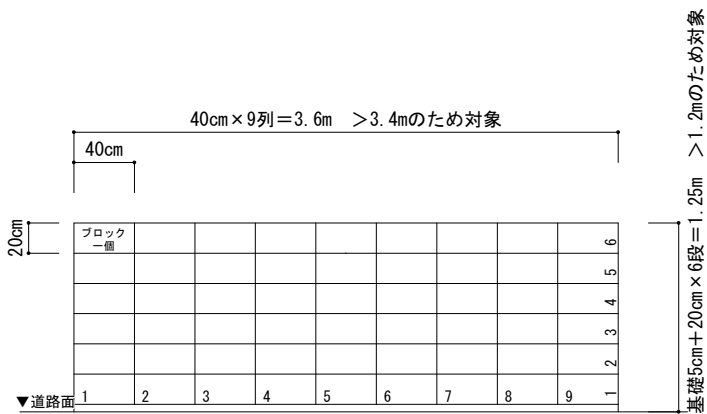 40cm×9列＝3.6m　＞3.4mのため対象
40cm
20cm
ブロック
一個
6
5
4
3
2
▼道路面
1 2 3 4 5 6 7 8 9 1
基礎5cm＋20cm×6段＝1.25m　＞1.2mのため対象